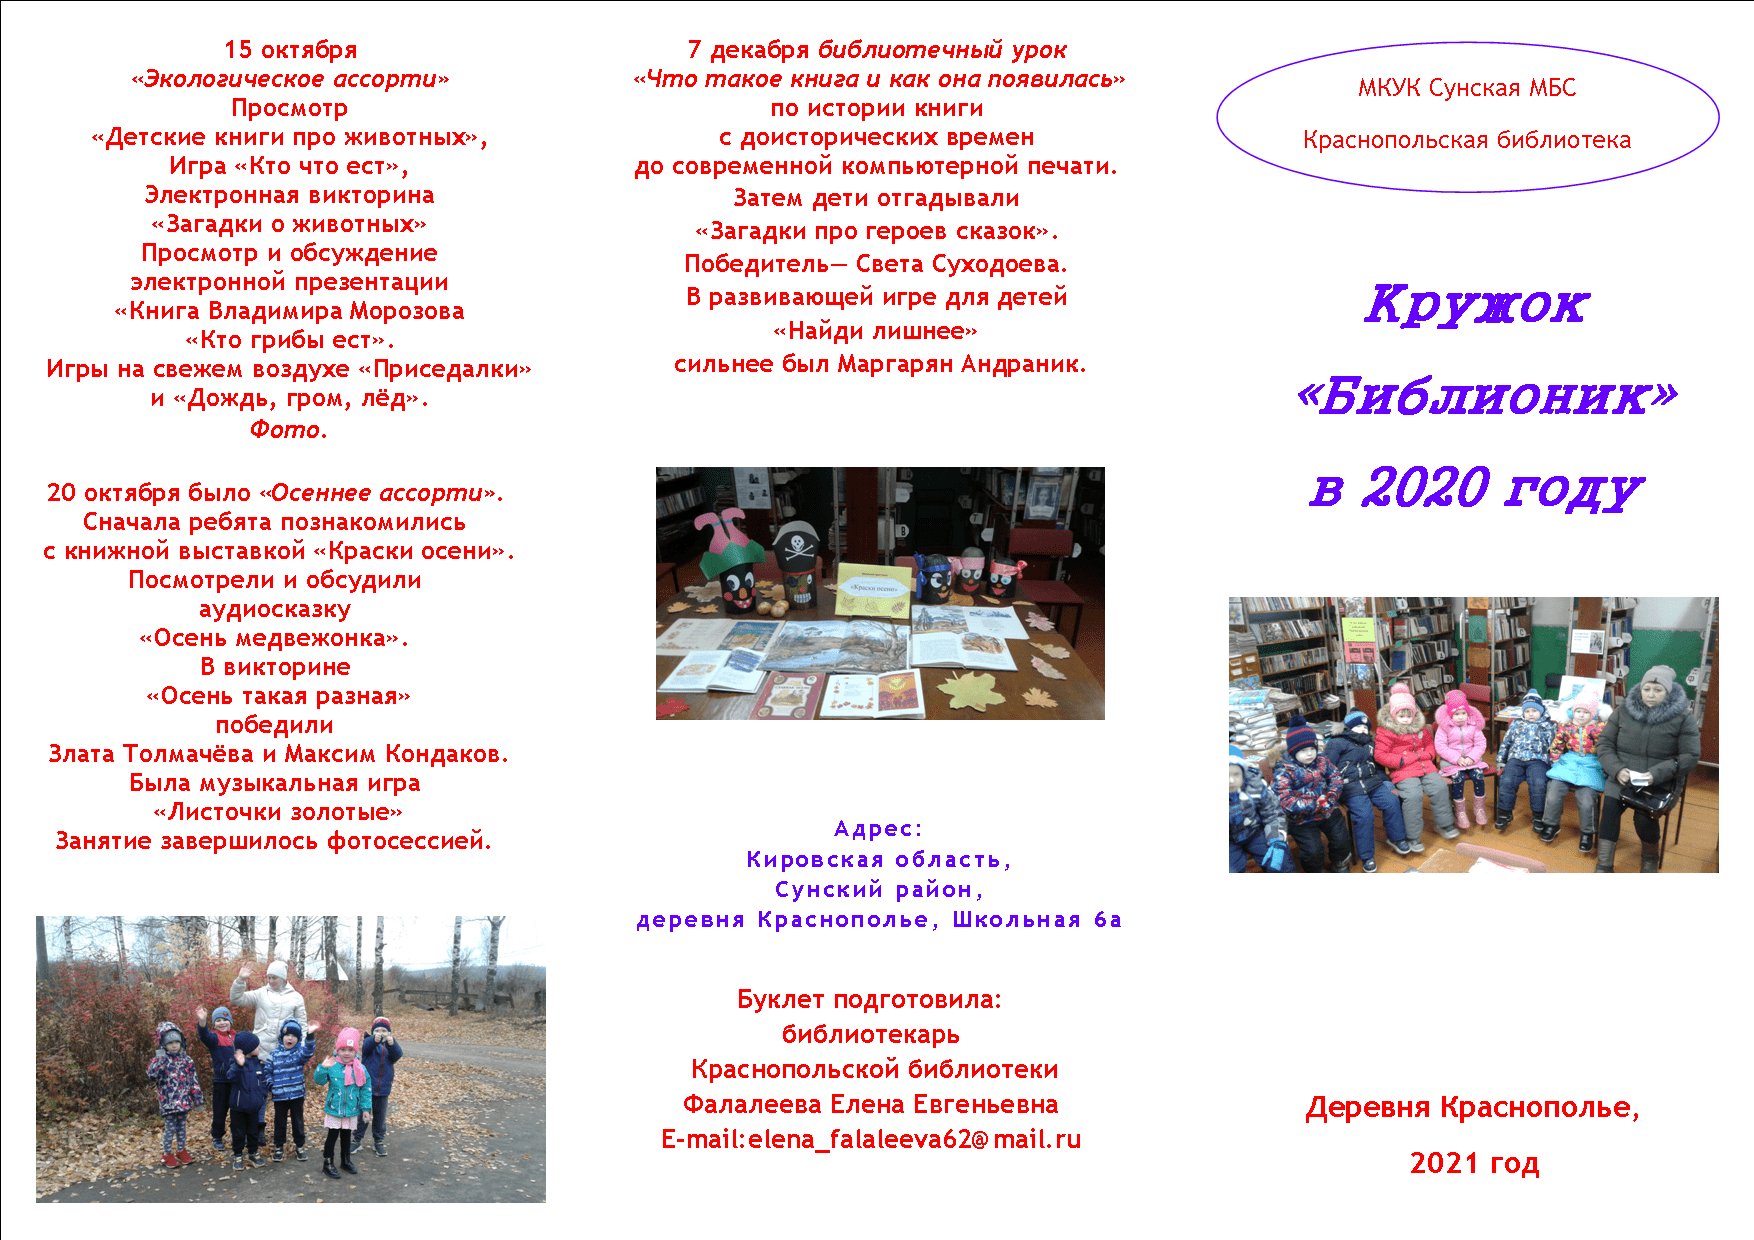 15 октября
«Экологическое ассорти»
Просмотр
«Детские книги про животных»,
Игра «Кто что ест»,
Электронная викторина
«Загадки о животных»
Просмотр и обсуждение
электронной презентации
«Книга Владимира Морозова
«Кто грибы ест».
Игры на свежем воздухе «Приседалки»
и «Дождь, гром, лёд».
Фото.
20 октября было «Осеннее ассорти».
Сначала ребята познакомились
с книжной выставкой «Краски осени».
Посмотрели и обсудили
аудиосказку
«Осень медвежонка».
В викторине
«Осень такая разная»
победили
Злата Толмачёва и Максим Кондаков.
Была музыкальная игра
«Листочки золотые»
Занятие завершилось фотосессией.
7 декабря библиотечный урок
«Что такое книга и как она появилась»
по истории книги
с доисторических времен
до современной компьютерной печати.
Затем дети отгадывали
«Загадки про героев сказок».
Победитель— Света Суходоева.
В развивающей игре для детей
«Найди лишнее»
сильнее был Маргарян Андраник.
Адрес:
Кировская область,
Сунский район,
деревня Краснополье, Школьная 6а
Буклет подготовила:
библиотекарь
Краснопольской библиотеки
Фалалеева Елена Евгеньевна
E-mail:elena_falaleeva62@mail.ru
МКУК Сунская МБС
Краснопольская библиотека
Кружок
«Библионик»
в 2020 году
Деревня Краснополье,
2021 год